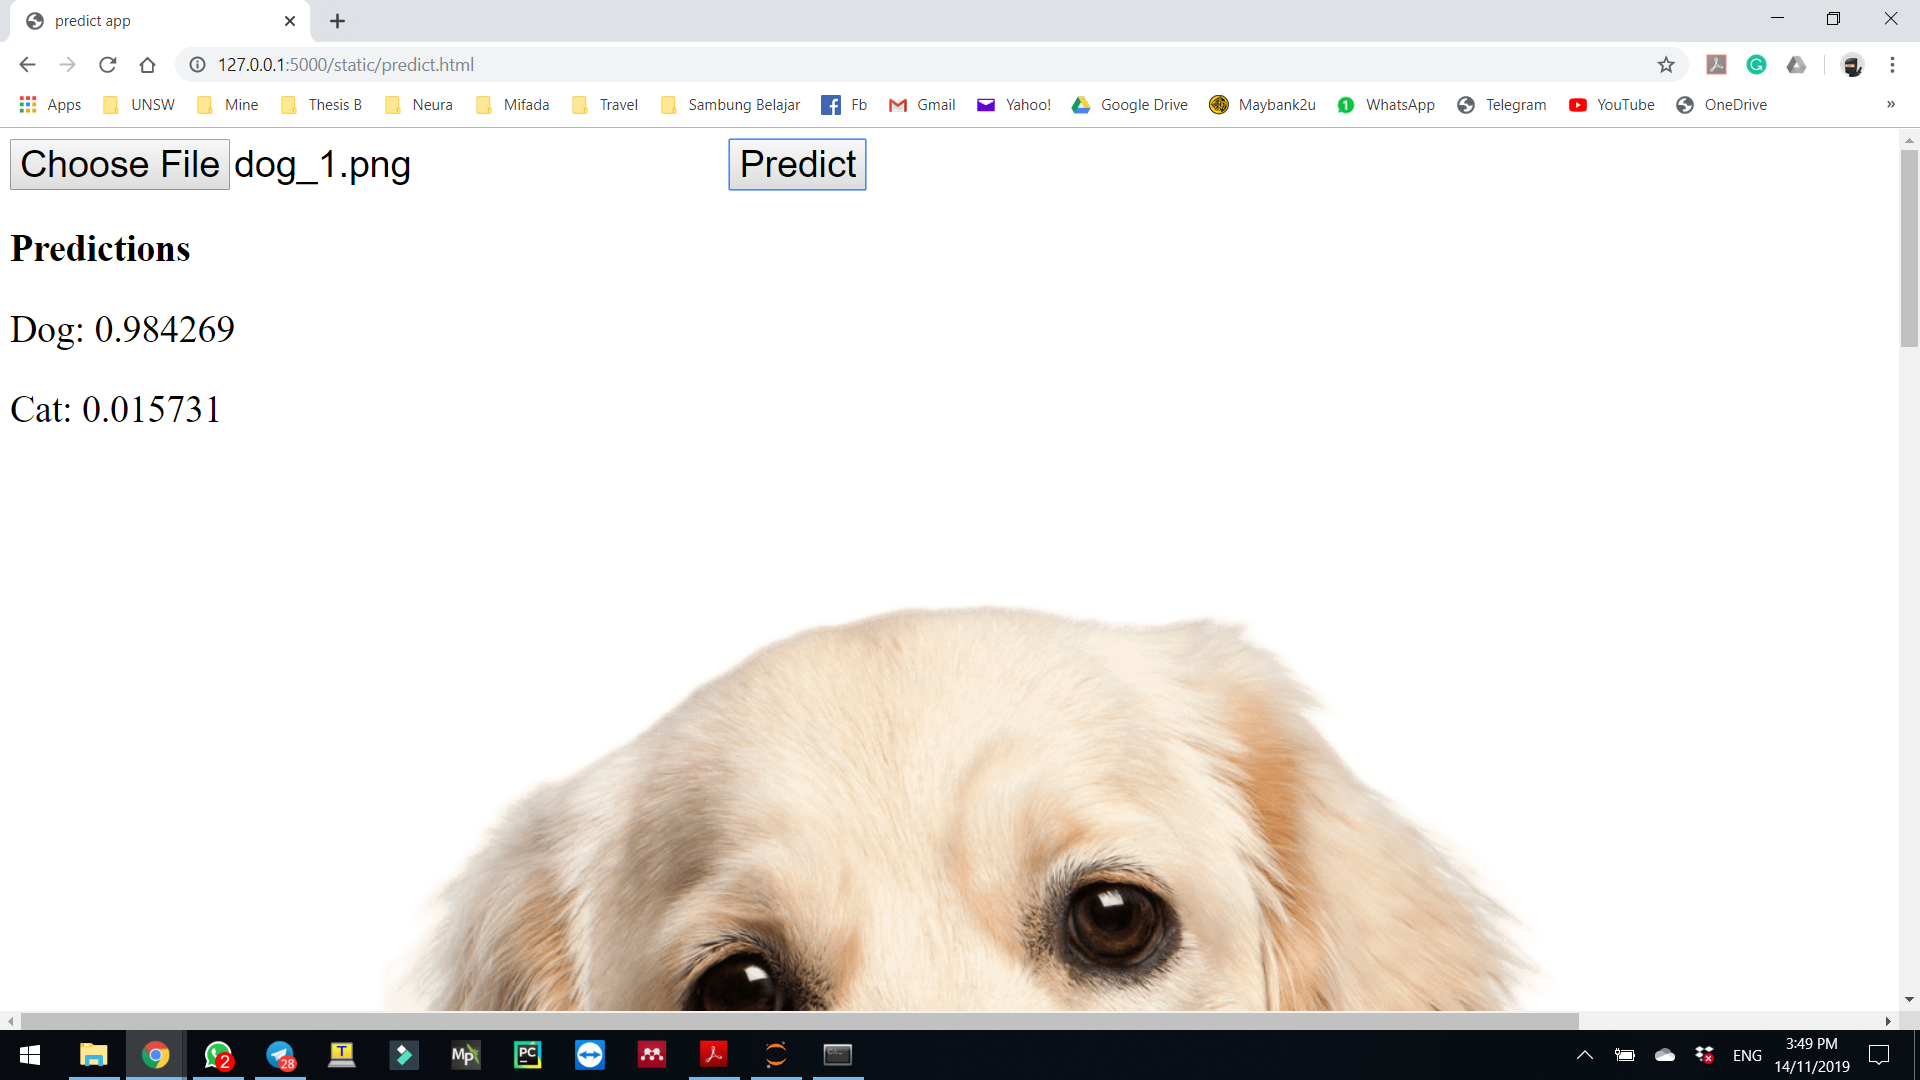 predict app
127.0.0.1:5000/static/predict.html
Apps UNSW Mine Thesis B Neura Mifada Travel Sambung Belajar Fb Gmail Yahoo! Google Drive Maybank2u WhatsApp Telegram YouTube OneDrive »
Choose File dog_1.png Predict
Predictions
Dog: 0.984269
Cat: 0.015731
2 28 T Mp PC ENG 3:49 PM
14/11/2019